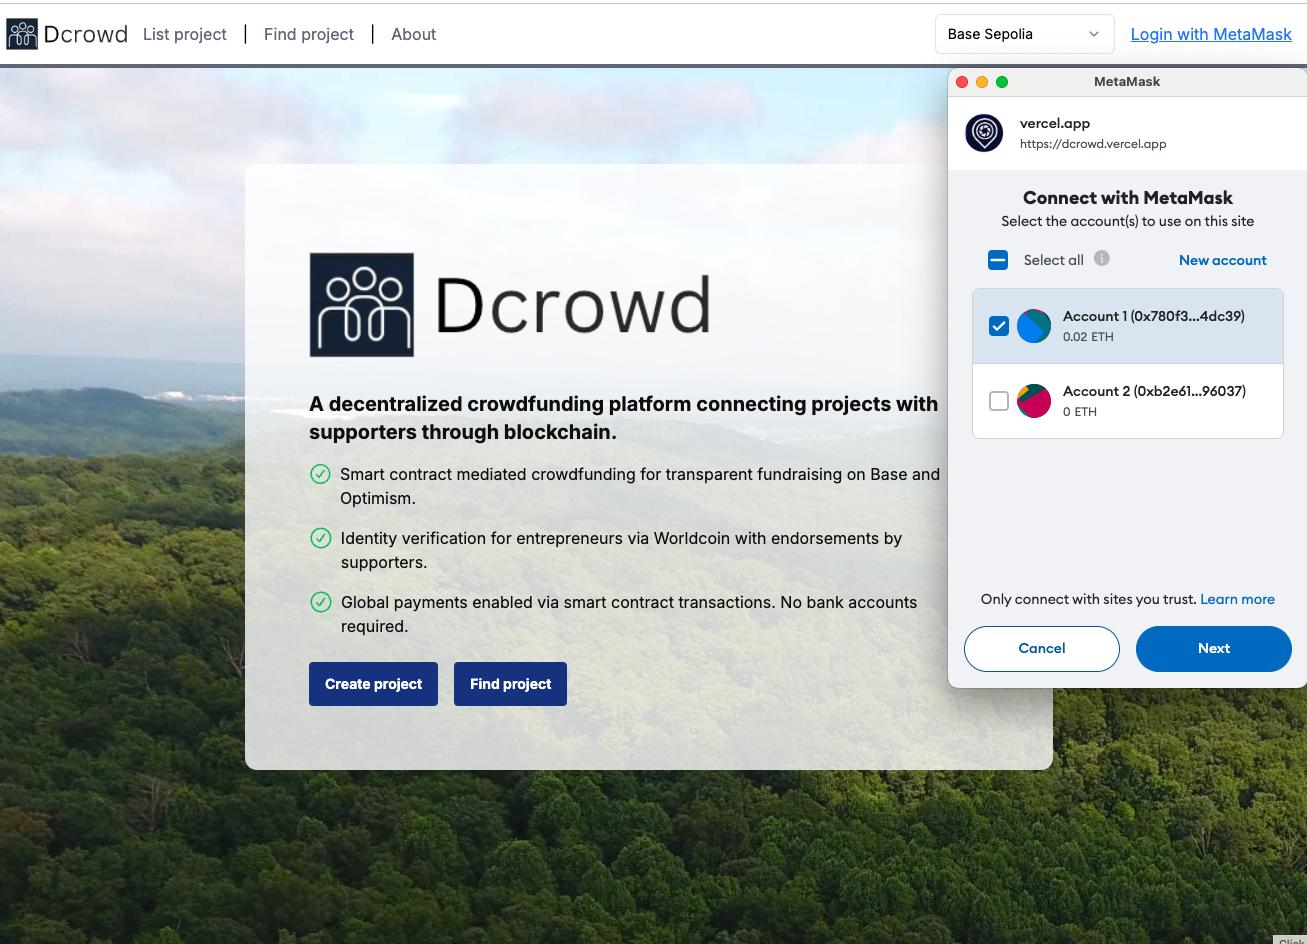 Dcrowd List project | Find project | About Base Sepolia Login with MetaMask
MetaMask
vercel.app
https://dcrowd.vercel.app
Connect with MetaMask
Select the account(s) to use on this site
Select all New account
Account 1 (0x780f3...4dc39)
0.02 ETH
Account 2 (0xb2e61...96037)
0 ETH
Only connect with sites you trust. Learn more
Cancel Next
Dcrowd
A decentralized crowdfunding platform connecting projects with
supporters through blockchain.
Smart contract mediated crowdfunding for transparent fundraising on Base and
Optimism.
Identity verification for entrepreneurs via Worldcoin with endorsements by
supporters.
Global payments enabled via smart contract transactions. No bank accounts
required.
Create project Find project